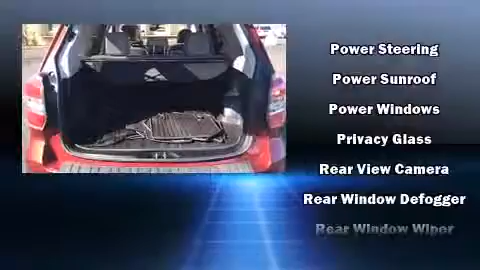 Power Steering
Power Sunroof
Power Windows
Privacy Glass
Rear View Camera
Rear Window Defogger
Rear Window Wiper